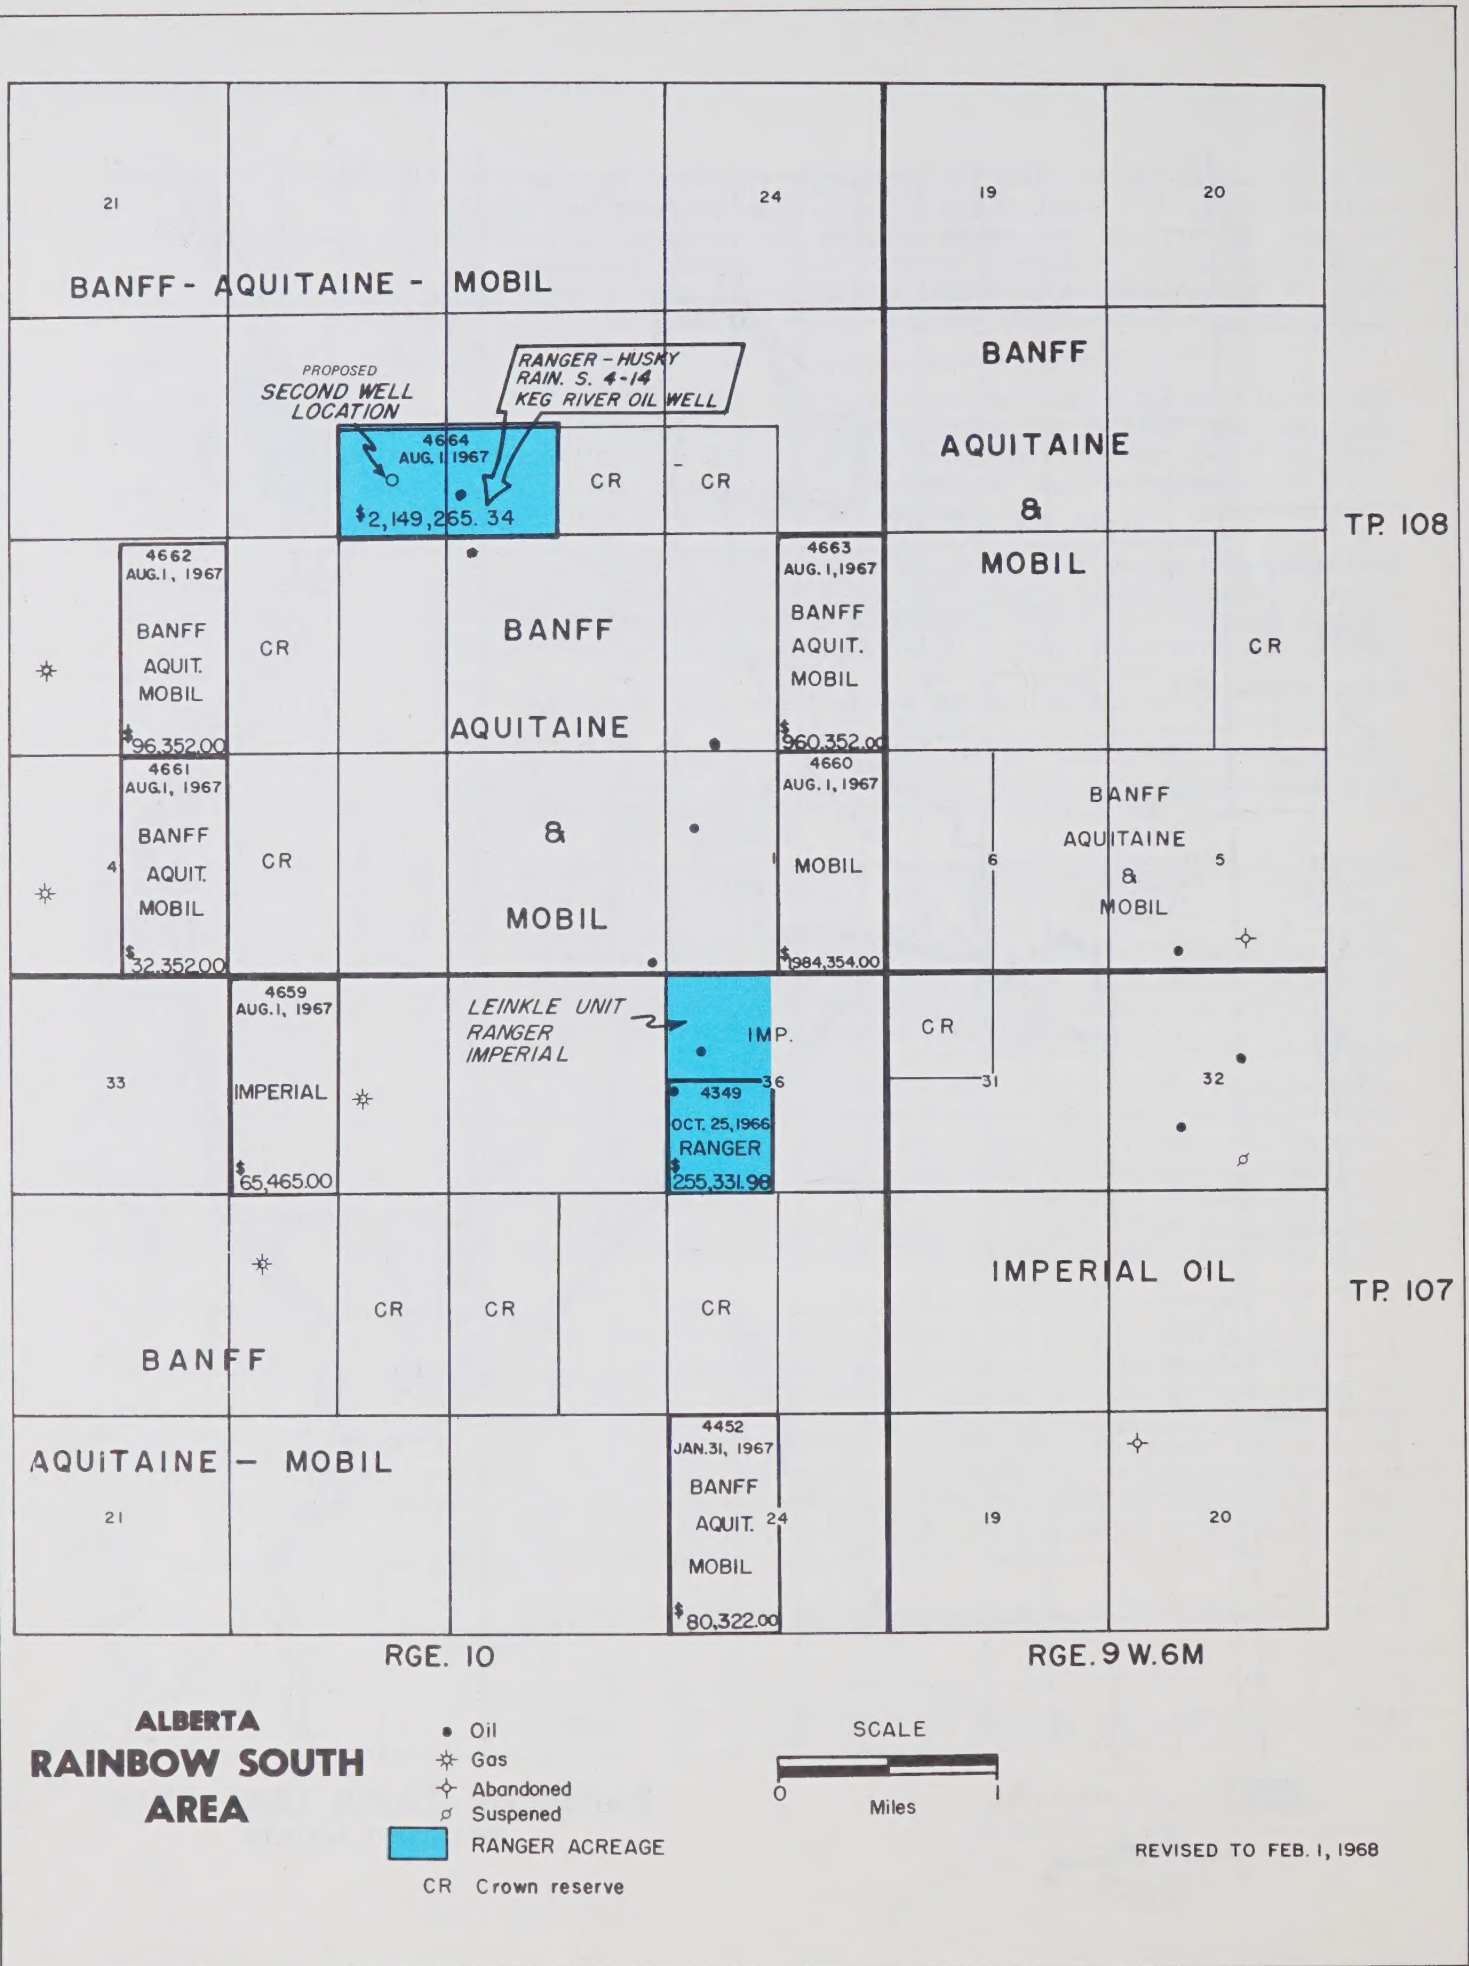 21
24
19
20
BANFF - AQUITAINE - MOBIL
PROPOSED
SECOND WELL
LOCATION
RANGER - HUSKY
RAIN. S. 4-14
KEG RIVER OIL WELL
BANFF
AQUITAINE
&
MOBIL
4664
AUG. 1, 1967
$2,149,265.34
CR
CR
TP. 108
4662
AUG. 1, 1967
BANFF
AQUIT.
MOBIL
$96,352.00
CR
BANFF
AQUITAINE
&
MOBIL
4663
AUG. 1, 1967
BANFF
AQUIT.
MOBIL
$960,352.00
CR
4
4661
AUG. 1, 1967
BANFF
AQUIT.
MOBIL
$32,352.00
CR
1
4660
AUG. 1, 1967
MOBIL
$1984,354.00
6
BANFF
AQUITAINE
&
MOBIL
5
33
4659
AUG. 1, 1967
IMPERIAL
$65,465.00
LEINKLE UNIT
RANGER
IMPERIAL
IMP.
36
4349
OCT. 25, 1966
RANGER
$255,331.98
CR
31
32
BANFF
CR
CR
CR
IMPERIAL OIL
TP. 107
AQUITAINE - MOBIL
21
4452
JAN. 31, 1967
BANFF
AQUIT.
MOBIL
$80,322.00
24
19
20
RGE. 10
RGE. 9 W. 6M
ALBERTA
RAINBOW SOUTH
AREA
Oil
Gas
Abandoned
Suspened
RANGER ACREAGE
CR Crown reserve
SCALE
0 1
Miles
REVISED TO FEB. 1, 1968